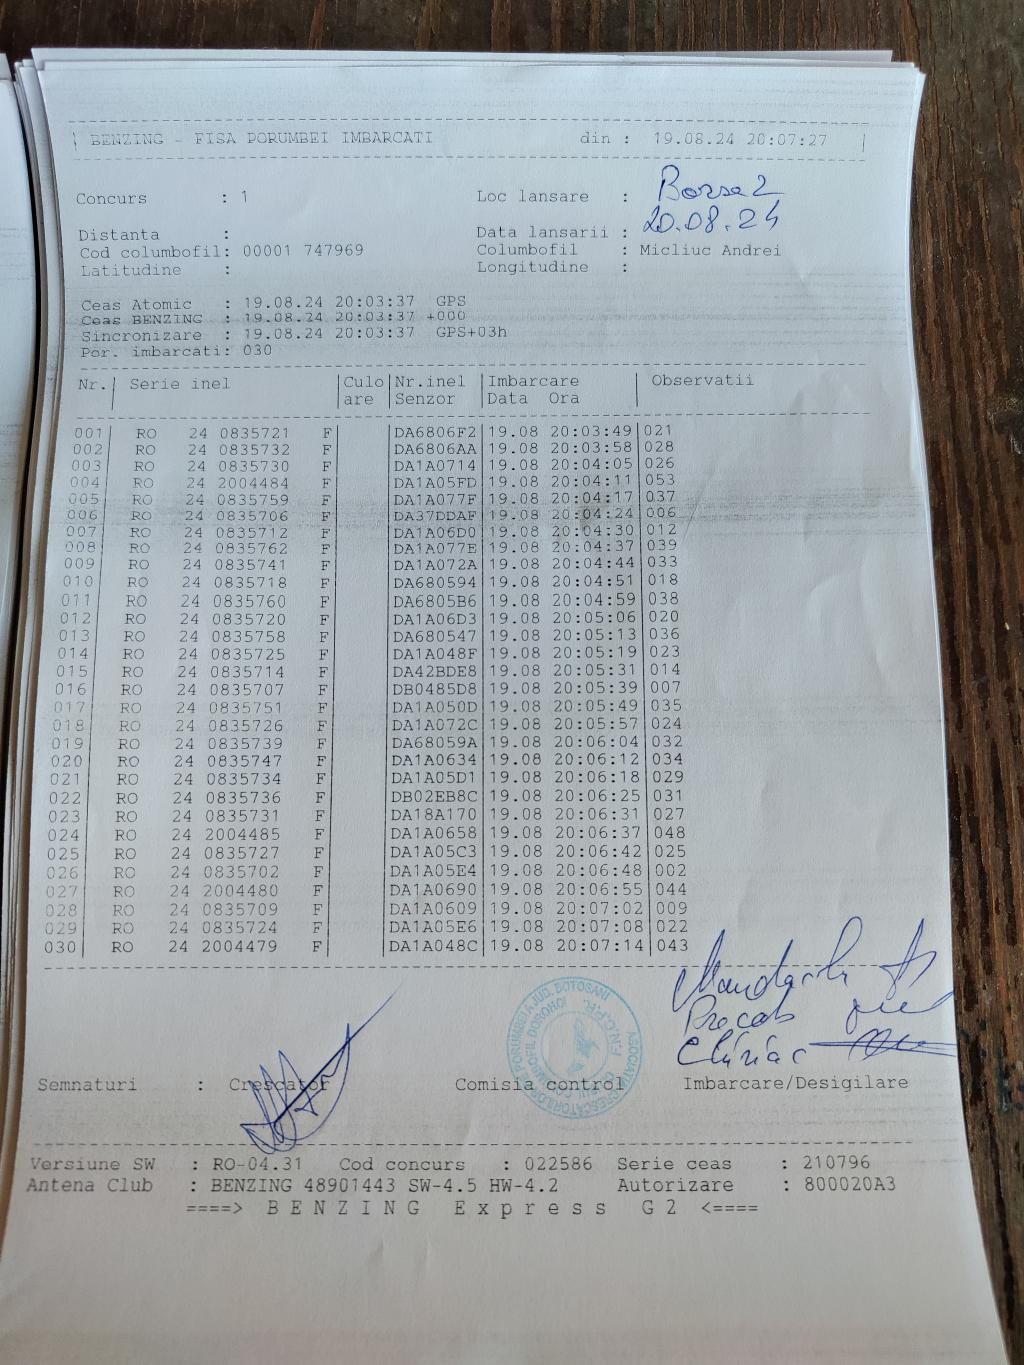 BENZING - FISA PORUMBEI IMBARCATI din : 19.08.24 20:07:27
Concurs : 1 Loc lansare : Borsa 2
20.08.24
Distanta : Data lansarii :
Cod columbofil: 00001 747969 Columbofil : Micliuc Andrei
Latitudine : Longitudine :
Ceas Atomic : 19.08.24 20:03:37 GPS
Ceas BENZING : 19.08.24 20:03:37 +000
Sincronizare : 19.08.24 20:03:37 GPS+03h
Por. imbarcati: 030
Nr. Serie inel Culo Nr.inel Imbarcare Observatii
are Senzor Data Ora
001 RO 24 0835721 F DA6806F2 19.08 20:03:49 021
002 RO 24 0835732 F DA6806AA 19.08 20:03:58 028
003 RO 24 0835730 F DA1A0714 19.08 20:04:05 026
004 RO 24 2004484 F DA1A05FD 19.08 20:04:11 053
005 RO 24 0835759 F DA1A077F 19.08 20:04:17 037
006 RO 24 0835706 F DA37DDAF 19.08 20:04:24 006
007 RO 24 0835712 F DA1A06D0 19.08 20:04:30 012
008 RO 24 0835762 F DA1A077E 19.08 20:04:37 039
009 RO 24 0835741 F DA1A072A 19.08 20:04:44 033
010 RO 24 0835718 F DA680594 19.08 20:04:51 018
011 RO 24 0835760 F DA6805B6 19.08 20:04:59 038
012 RO 24 0835720 F DA1A06D3 19.08 20:05:06 020
013 RO 24 0835758 F DA680547 19.08 20:05:13 036
014 RO 24 0835725 F DA1A048F 19.08 20:05:19 023
015 RO 24 0835714 F DA42BDE8 19.08 20:05:31 014
016 RO 24 0835707 F DB0485D8 19.08 20:05:39 007
017 RO 24 0835751 F DA1A050D 19.08 20:05:49 035
018 RO 24 0835726 F DA1A072C 19.08 20:05:57 024
019 RO 24 0835739 F DA68059A 19.08 20:06:04 032
020 RO 24 0835747 F DA1A0634 19.08 20:06:12 034
021 RO 24 0835734 F DA1A05D1 19.08 20:06:18 029
022 RO 24 0835736 F DB02EB8C 19.08 20:06:25 031
023 RO 24 0835731 F DA18A170 19.08 20:06:31 027
024 RO 24 2004485 F DA1A0658 19.08 20:06:37 048
025 RO 24 0835727 F DA1A05C3 19.08 20:06:42 025
026 RO 24 0835702 F DA1A05E4 19.08 20:06:48 002
027 RO 24 2004480 F DA1A0690 19.08 20:06:55 044
028 RO 24 0835709 F DA1A0609 19.08 20:07:02 009
029 RO 24 0835724 F DA1A05E6 19.08 20:07:08 022
030 RO 24 2004479 F DA1A048C 19.08 20:07:14 043
Chiriac
Semnaturi : Crescator Comisia control Imbarcare/Desigilare
Versiune SW : RO-04.31 Cod concurs : 022586 Serie ceas : 210796
Antena Club : BENZING 48901443 SW-4.5 HW-4.2 Autorizare : 800020A3
====> BENZING Express G2 <====